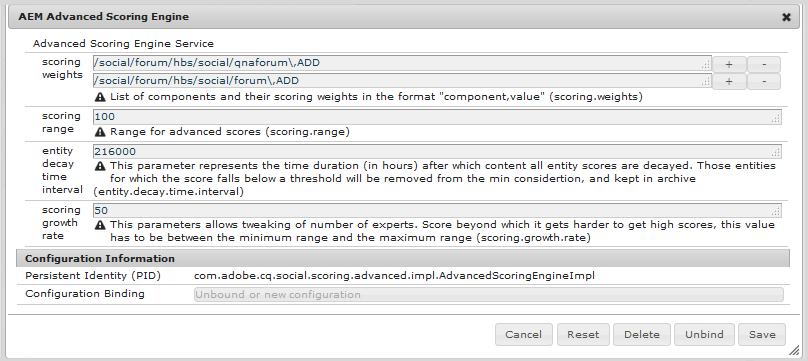 AEM Advanced Scoring Engine
Advanced Scoring Engine Service
scoring weights
/social/forum/hbs/social/qnaforum\,ADD + -
/social/forum/hbs/social/forum\,ADD + -
List of components and their scoring weights in the format "component,value" (scoring.weights)
scoring range
100
Range for advanced scores (scoring.range)
entity decay time interval
216000
This parameter represents the time duration (in hours) after which content all entity scores are decayed. Those entities
for which the score falls below a threshold will be removed from the min considertion, and kept in archive
(entity.decay.time.interval)
scoring growth rate
50
This parameters allows tweaking of number of experts. Score beyond which it gets harder to get high scores, this value
has to be between the minimum range and the maximum range (scoring.growth.rate)
Configuration Information
Persistent Identity (PID) com.adobe.cq.social.scoring.advanced.impl.AdvancedScoringEngineImpl
Configuration Binding Unbound or new configuration
Cancel Reset Delete Unbind Save